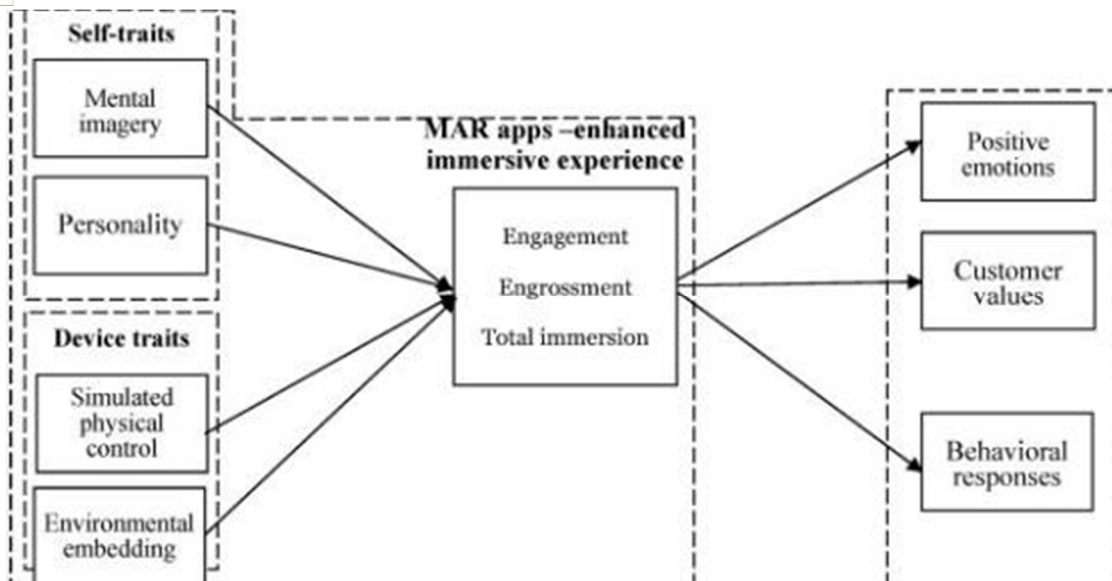 Self-traits
Mental
imagery
Personality
Device traits
Simulated
physical
control
Environmental
embedding
MAR apps –enhanced
immersive experience
Engagement
Engrossment
Total immersion
Positive
emotions
Customer
values
Behavioral
responses